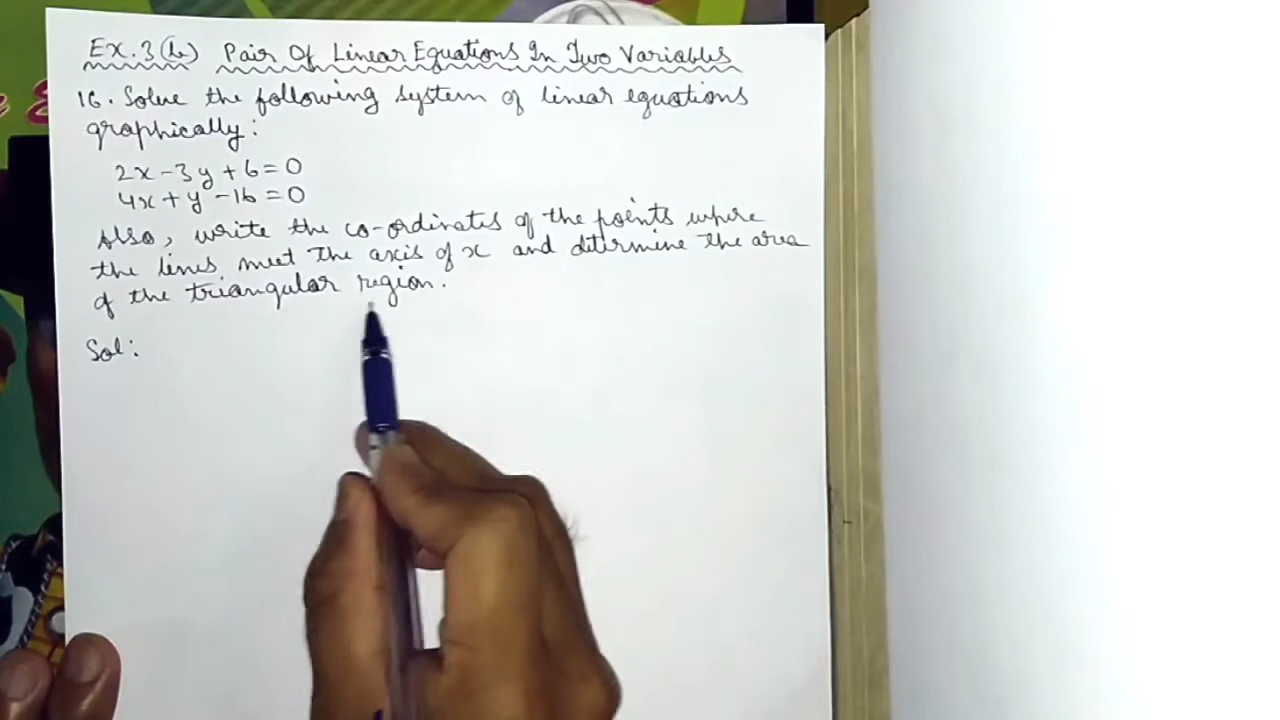 Ex.3(b) Pair Of Linear Equations In Two Variables
16. Solve the following system of linear equations
graphically:
2x-3y+6=0
4x+y-16=0
Also, write the co-ordinates of the points where
the lines meet the axis of x and determine the area
of the triangular region.
Sol: